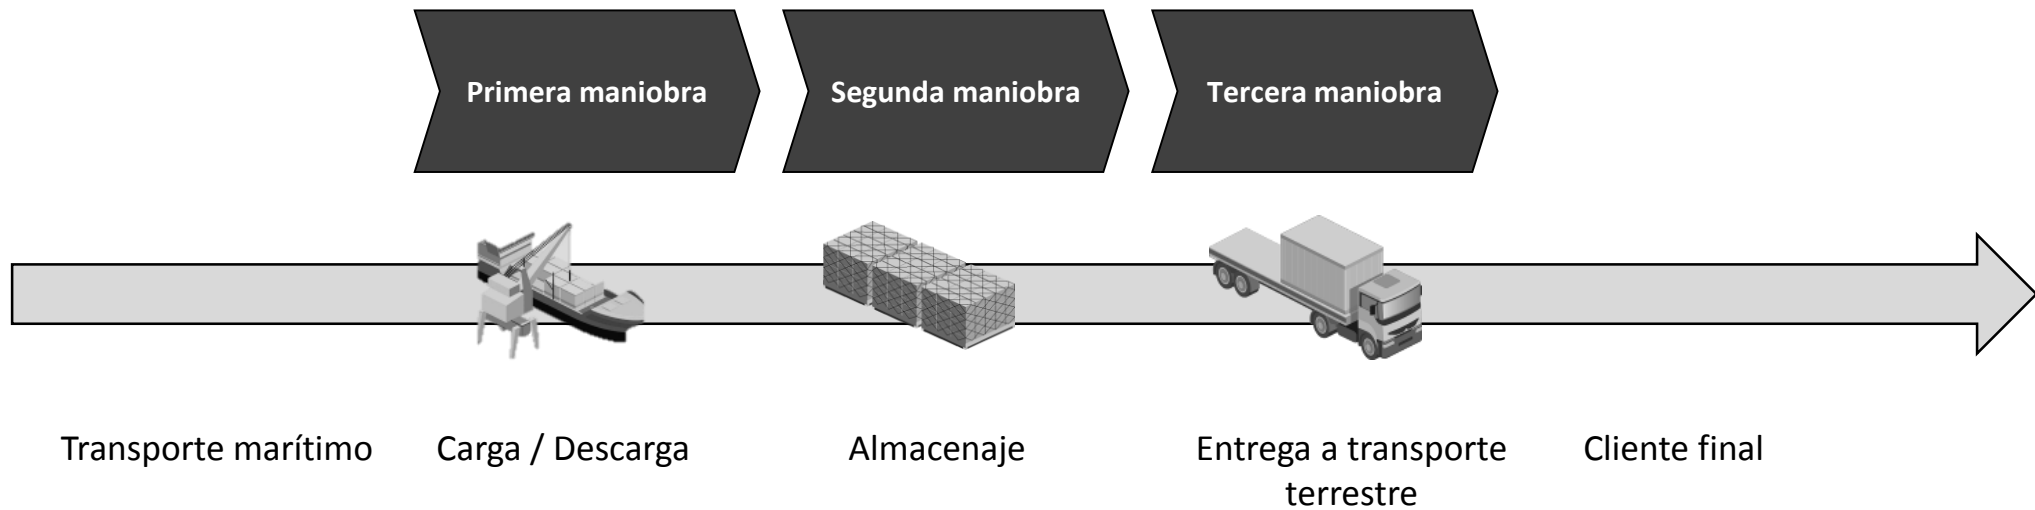 Primera maniobra
Segunda maniobra
Tercera maniobra
Transporte marítimo
Carga / Descarga
Almacenaje
Entrega a transporte
terrestre
Cliente final